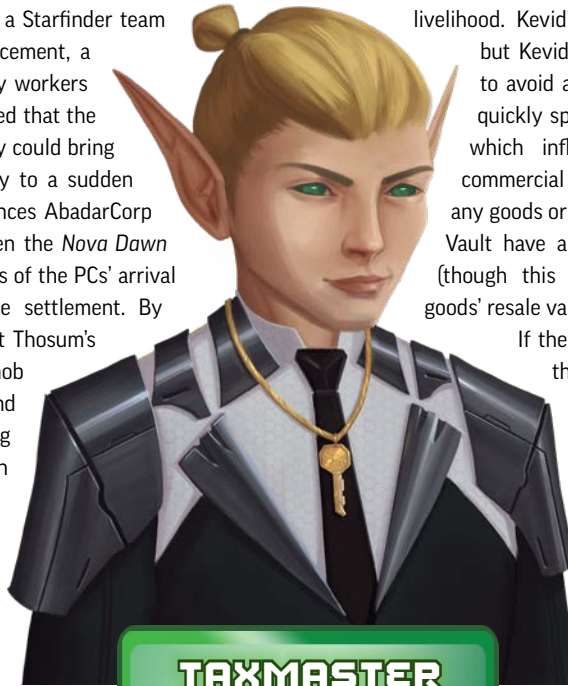 a Starfinder team
cement, a
y workers
ed that the
y could bring
y to a sudden
nces AbadarCorp
en the Nova Dawn
s of the PCs' arrival
e settlement. By
t Thosum's
nob
nd
g
n
livelihood. Kevid
but Kevid
to avoid a
quickly sp
which infl
commercial
any goods or
Vault have a
(though this
goods' resale va
If the
th
TAXMASTER